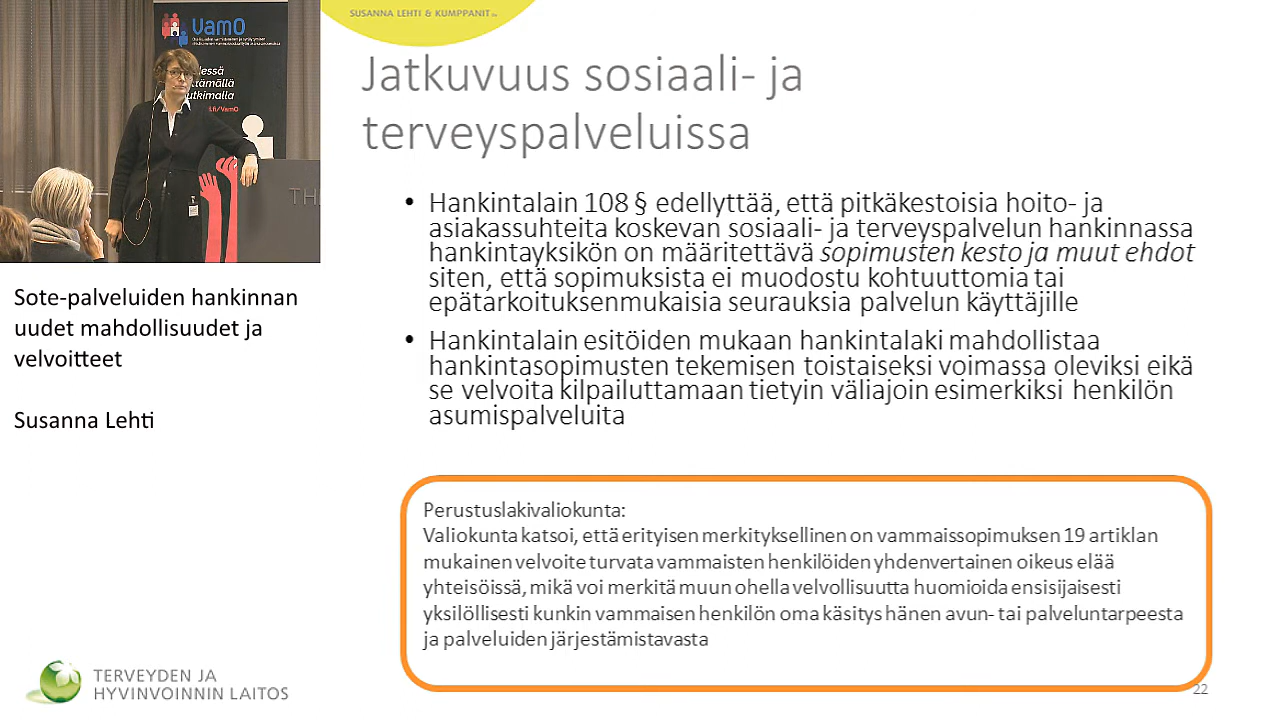 SUSANNA LEHTI & KUMPPANIT
Jatkuvuus sosiaali- ja
terveyspalveluissa
VamO
i.fi/VamO
Sote-palveluiden hankinnan
uudet mahdollisuudet ja
velvoitteet
Susanna Lehti
• Hankintalain 108 § edellyttää, että pitkäkestoisia hoito- ja
asiakassuhteita koskevan sosiaali- ja terveyspalvelun hankinnassa
hankintayksikön on määritettävä sopimusten kesto ja muut ehdot
siten, että sopimuksista ei muodostu kohtuuttomia tai
epätarkoituksenmukaisia seurauksia palvelun käyttäjille
• Hankintalain esitöiden mukaan hankintalaki mahdollistaa
hankintasopimusten tekemisen toistaiseksi voimassa oleviksi eikä
se velvoita kilpailuttamaan tietyin väliajoin esimerkiksi henkilön
asumispalveluita
Perustuslakivaliokunta:
Valiokunta katsoi, että erityisen merkityksellinen on vammaissopimuksen 19 artiklan
mukainen velvoite turvata vammaisten henkilöiden yhdenvertainen oikeus elää
yhteisöissä, mikä voi merkitä muun ohella velvollisuutta huomioida ensisijaisesti
yksilöllisesti kunkin vammaisen henkilön oma käsitys hänen avun- tai palveluntarpeesta
ja palveluiden järjestämistavasta
TERVEYDEN JA
HYVINVOINNIN LAITOS
22